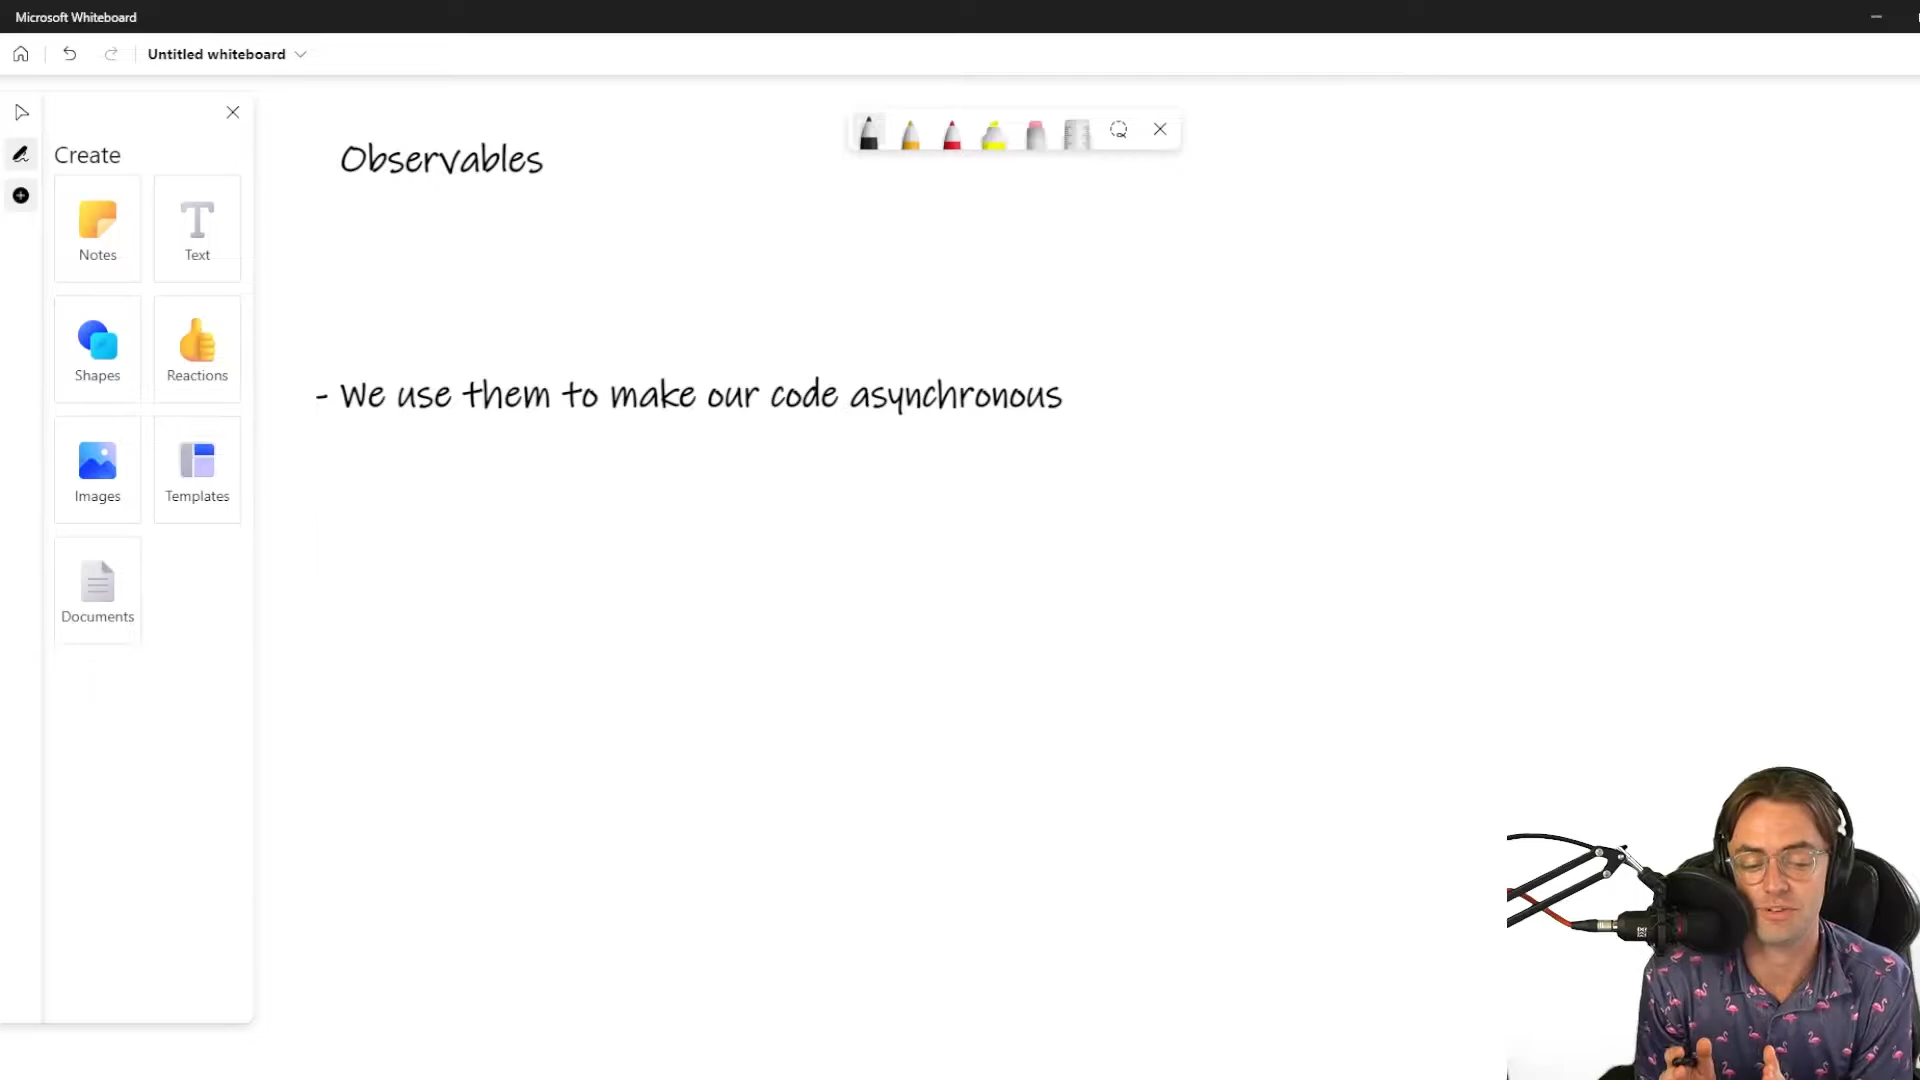 Microsoft Whiteboard
Untitled whiteboard
Create
Observables
Notes
Text
Shapes
Reactions
- We use them to make our code asynchronous
Images
Templates
Documents